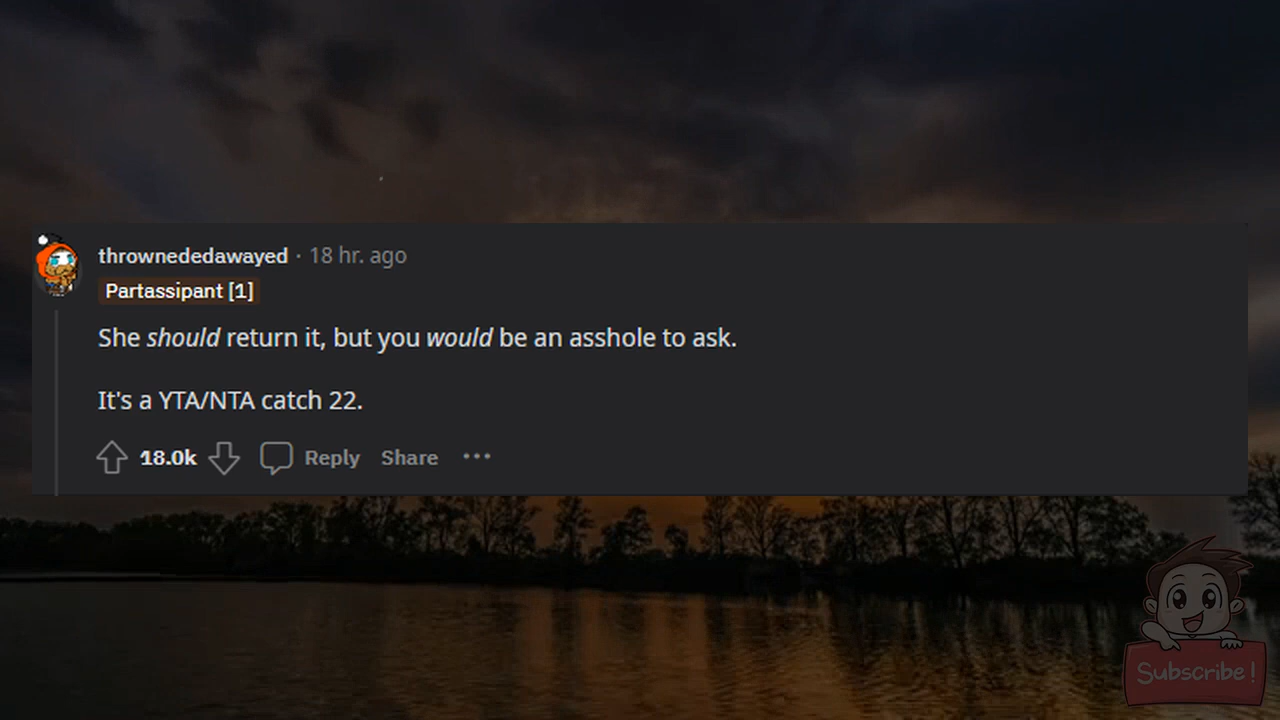 thrownededawayed · 18 hr. ago
Partassipant [1]
She should return it, but you would be an asshole to ask.
It's a YTA/NTA catch 22.
18.0k Reply Share ···
Subscribe!